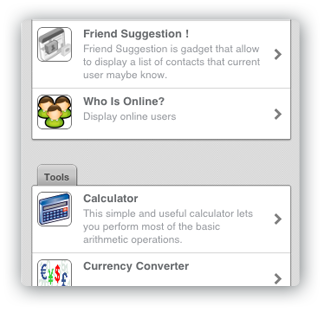 Friend Suggestion !
Friend Suggestion is gadget that allow
to display a list of contacts that current
user maybe know.
Who Is Online?
Display online users
Tools
Calculator
This simple and useful calculator lets
you perform most of the basic
arithmetic operations.
Currency Converter